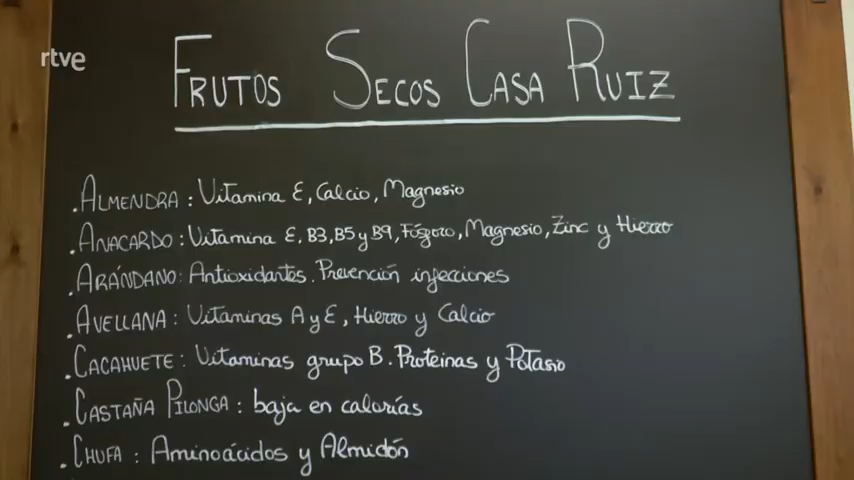 rtve
FRUTOS SECOS CASA RUIZ
. ALMENDRA : Vitamina E, Calcio, Magnesio
. ANACARDO : Vitamina E, B3, B5 y B9, Fósforo, Magnesio, Zinc y Hierro
. ARÁNDANO : Antioxidantes. Prevención infecciones
. AVELLANA : Vitaminas A y E, Hierro y Calcio
. CACAHUETE : Vitaminas grupo B. Proteinas y Potasio
. CASTAÑA PILONGA : baja en calorías
. CHUFA : Aminoácidos y Almidón